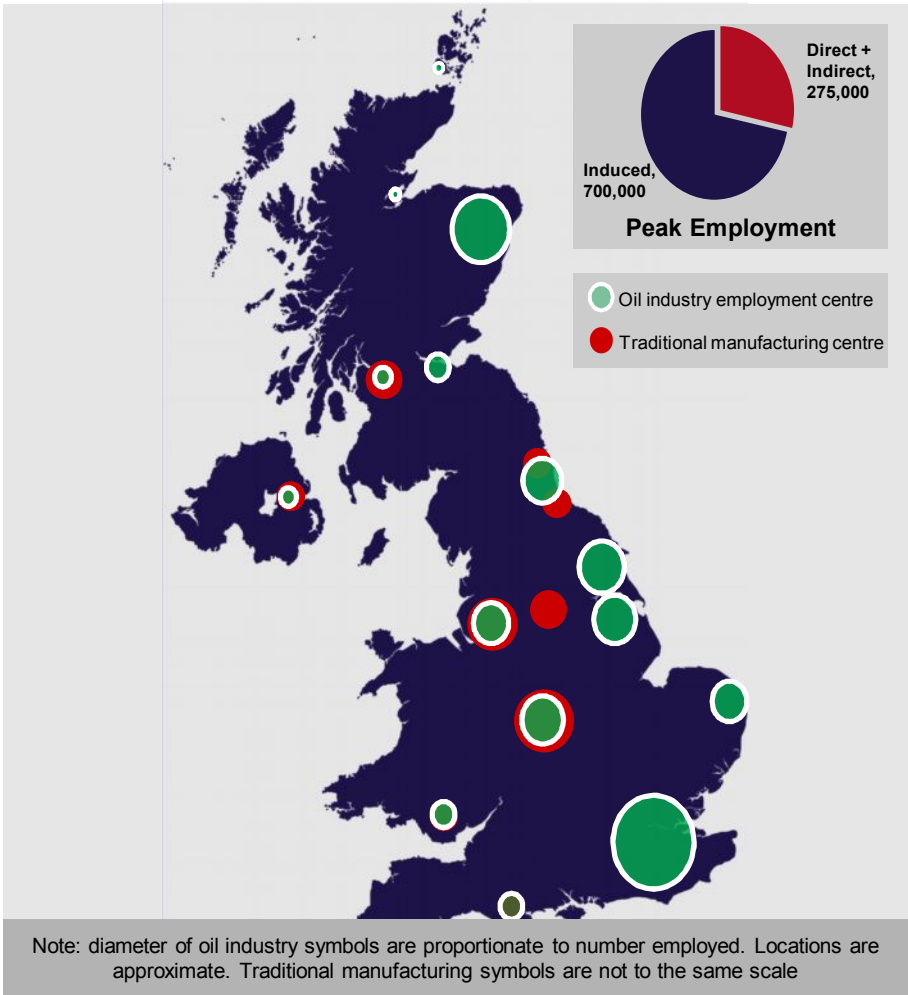 Direct +
Indirect,
275,000
Induced,
700,000
Peak Employment
Oil industry employment centre
Traditional manufacturing centre
Note: diameter of oil industry symbols are proportionate to number employed. Locations are
approximate. Traditional manufacturing symbols are not to the same scale